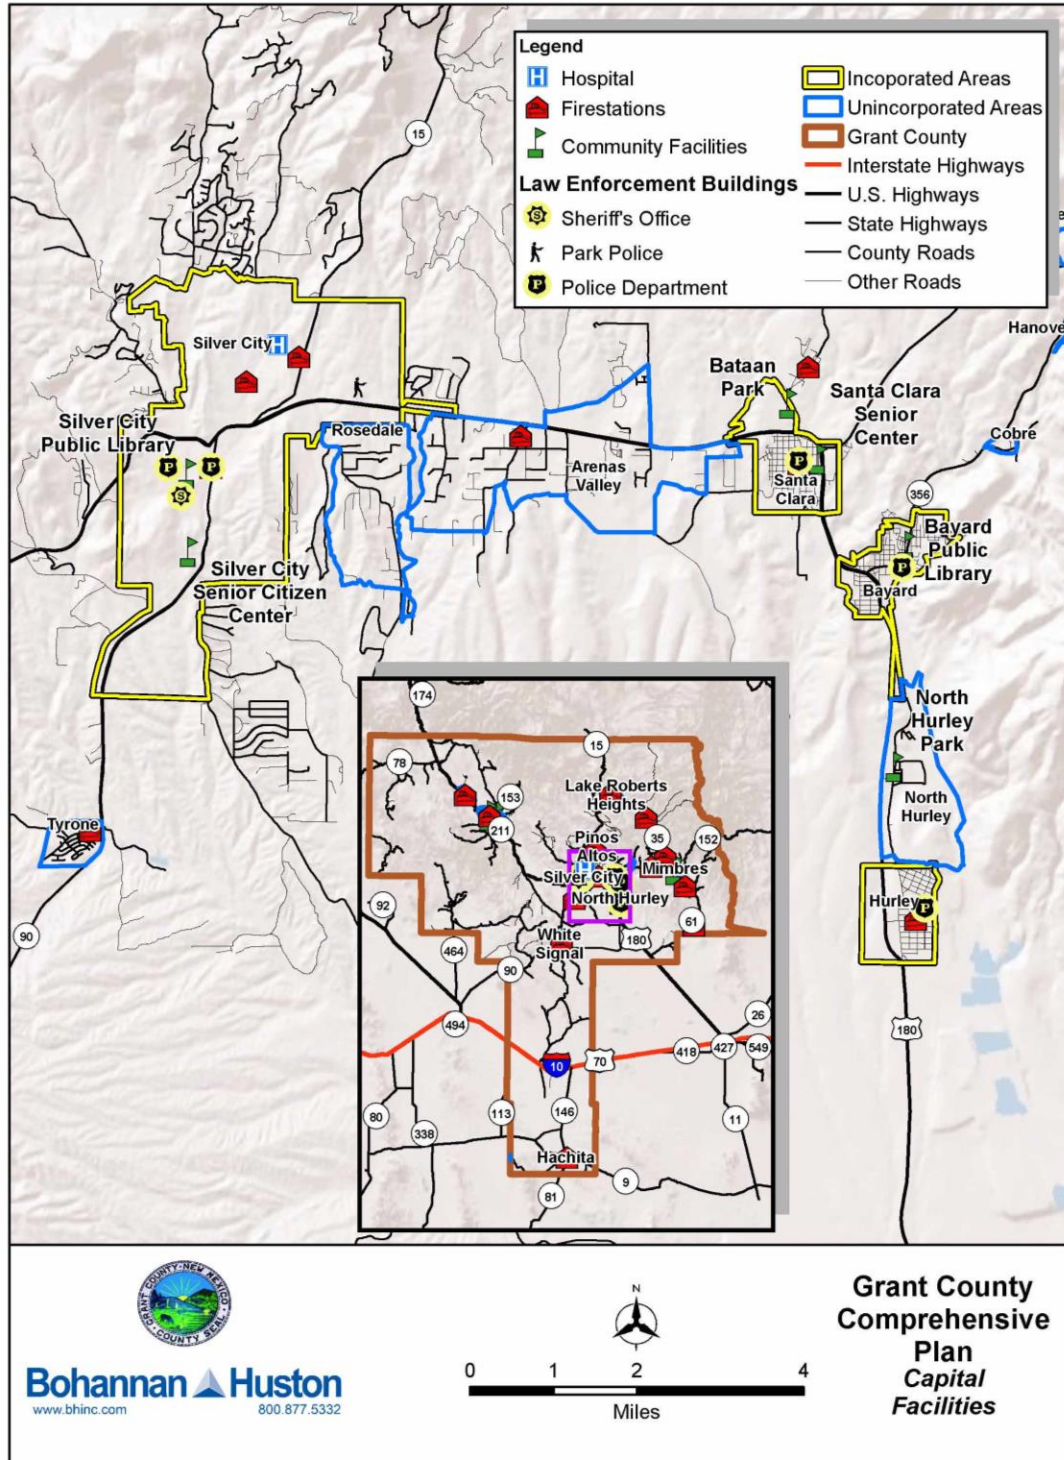 Legend
Hospital
Firestations
Community Facilities
Law Enforcement Buildings
Sheriff's Office
Park Police
Police Department
Incoporated Areas
Unincorporated Areas
Grant County
Interstate Highways
U.S. Highways
State Highways
County Roads
Other Roads
15
Silver City
H
Silver City
Public Library
P
P
S
Rosedale
Arenas
Valley
Bataan
Park
Santa Clara
Senior
Center
P
Santa
Clara
Cobre
356
Bayard
Public
Library
P
Bayard
Silver City
Senior Citizen
Center
North
Hurley
Park
North
Hurley
Tyrone
90
Hurley
P
180
174
15
78
153
Lake Roberts
Heights
211
Pinos
Altos
35
152
Silver City
Mimbres
North Hurley
92
61
White
Signal
180
464
90
494
26
418
427
549
10
70
80
113
146
11
338
Hachita
81
9
GRANT COUNTY-NEW MEXICO
COUNTY SEAL
Bohannan Huston
www.bhinc.com 800.877.5332
N
0 1 2 4
Miles
Grant County
Comprehensive
Plan
Capital
Facilities